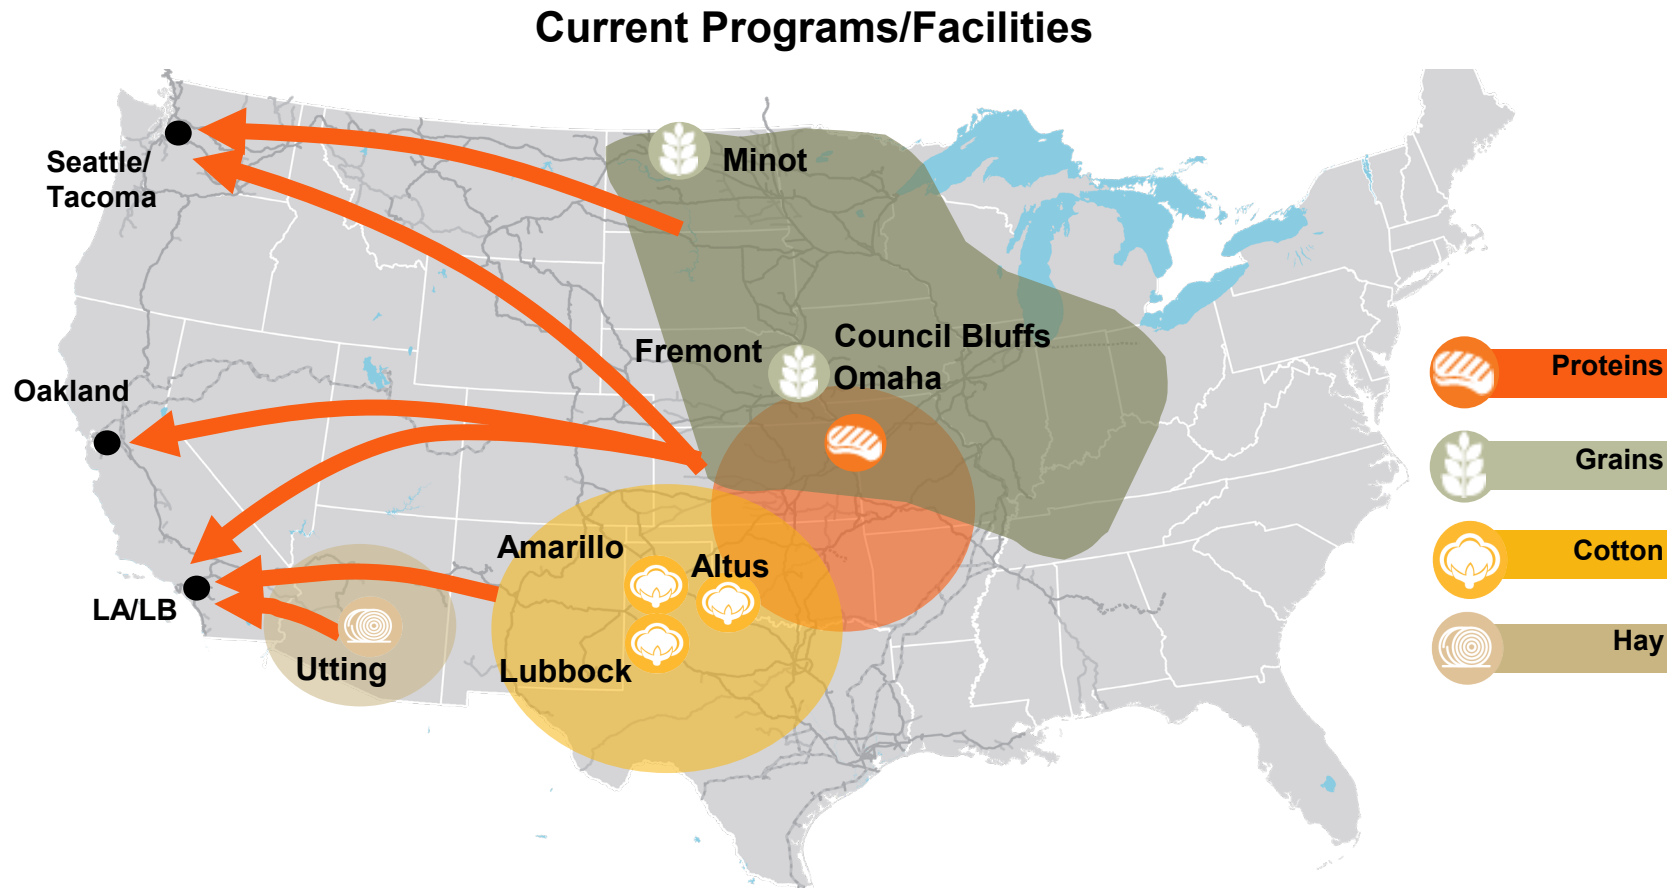 Current Programs/Facilities
Seattle/
Tacoma
Minot
Council Bluffs
Omaha
Fremont
Oakland
Amarillo
Altus
LA/LB
Utting
Lubbock
Proteins
Grains
Cotton
Hay